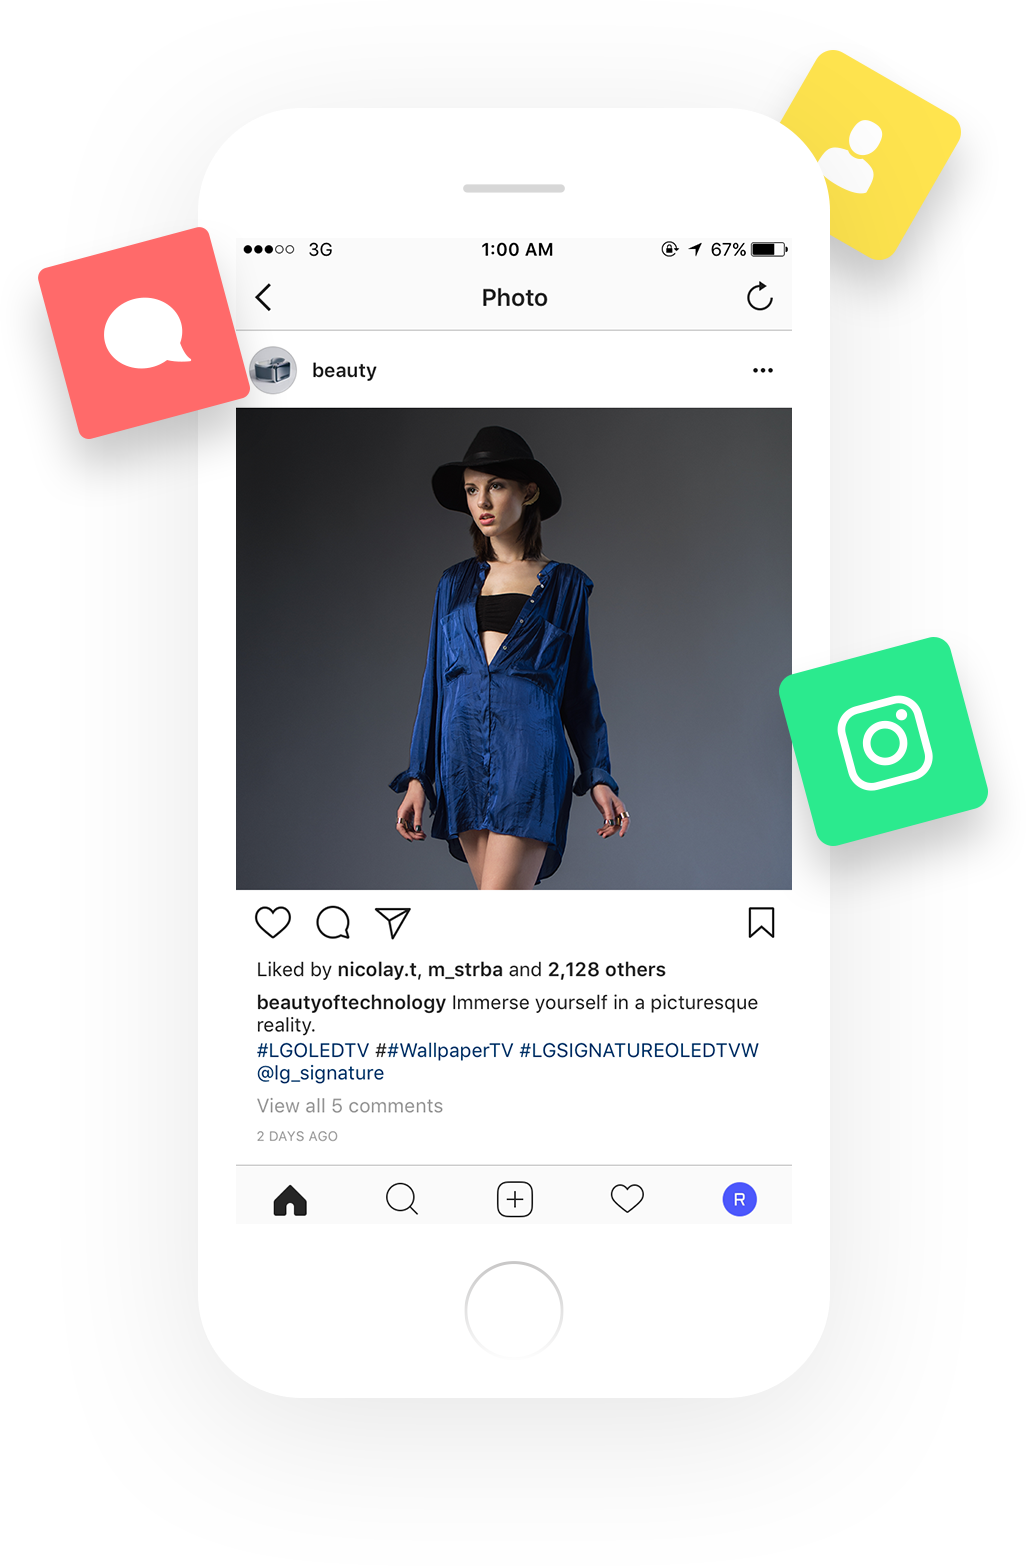 3G 1:00 AM 67%
Photo
beauty
Liked by nicolay.t, m_strba and 2,128 others
beautyoftechnology Immerse yourself in a picturesque
reality.
#LGOLEDTV ##WallpaperTV #LGSIGNATUREOLEDTVW
@lg_signature
View all 5 comments
2 DAYS AGO
R